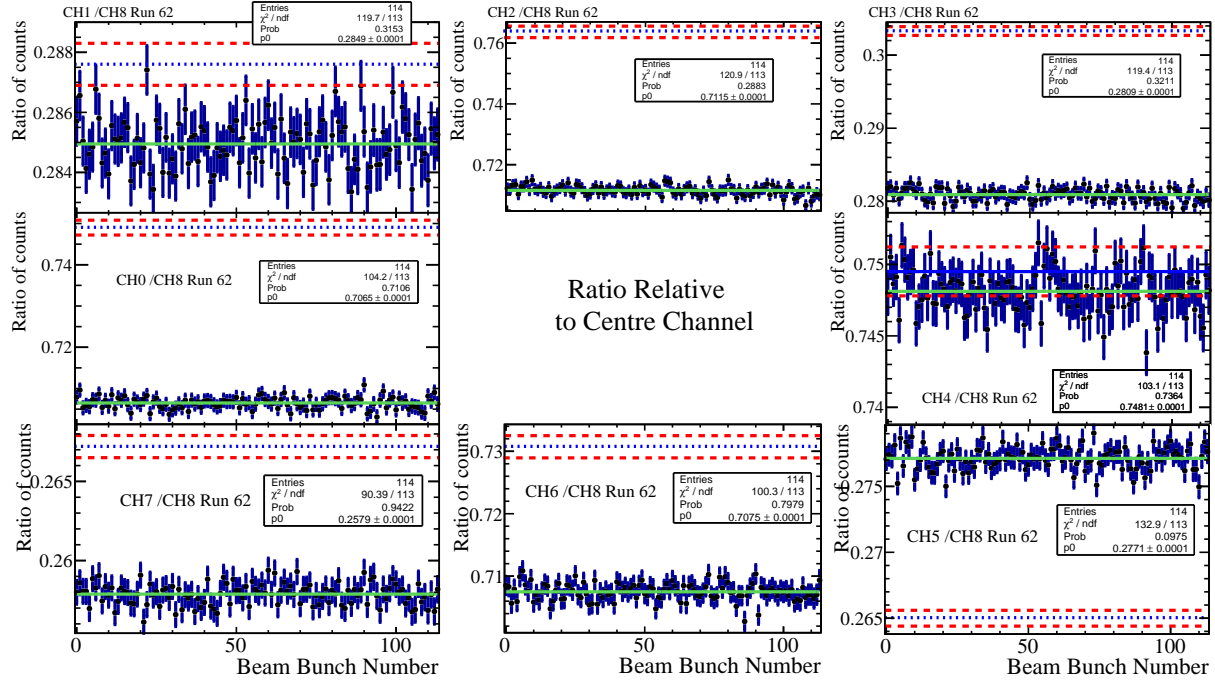 CH1 /CH8 Run 62
Entries 114
χ² / ndf 119.7 / 113
Prob 0.3153
p0 0.2849 ± 0.0001
Ratio of counts
0.288
0.286
0.284
CH2 /CH8 Run 62
Entries 114
χ² / ndf 120.9 / 113
Prob 0.2883
p0 0.7115 ± 0.0001
Ratio of counts
0.76
0.74
0.72
CH3 /CH8 Run 62
Entries 114
χ² / ndf 119.4 / 113
Prob 0.3211
p0 0.2809 ± 0.0001
Ratio of counts
0.3
0.29
0.28
CH0 /CH8 Run 62
Entries 114
χ² / ndf 104.2 / 113
Prob 0.7106
p0 0.7065 ± 0.0001
Ratio of counts
0.74
0.72
Ratio Relative
to Centre Channel
Ratio of counts
0.75
0.745
0.74
Entries 114
χ² / ndf 103.1 / 113
Prob 0.7364
p0 0.7481 ± 0.0001
CH4 /CH8 Run 62
Ratio of counts
0.265
0.26
CH7 /CH8 Run 62
Entries 114
χ² / ndf 90.39 / 113
Prob 0.9422
p0 0.2579 ± 0.0001
0 50 100
Beam Bunch Number
Ratio of counts
0.73
0.72
0.71
CH6 /CH8 Run 62
Entries 114
χ² / ndf 100.3 / 113
Prob 0.7979
p0 0.7075 ± 0.0001
0 50 100
Beam Bunch Number
Ratio of counts
0.275
0.27
0.265
CH5 /CH8 Run 62
Entries 114
χ² / ndf 132.9 / 113
Prob 0.0975
p0 0.2771 ± 0.0001
0 50 100
Beam Bunch Number